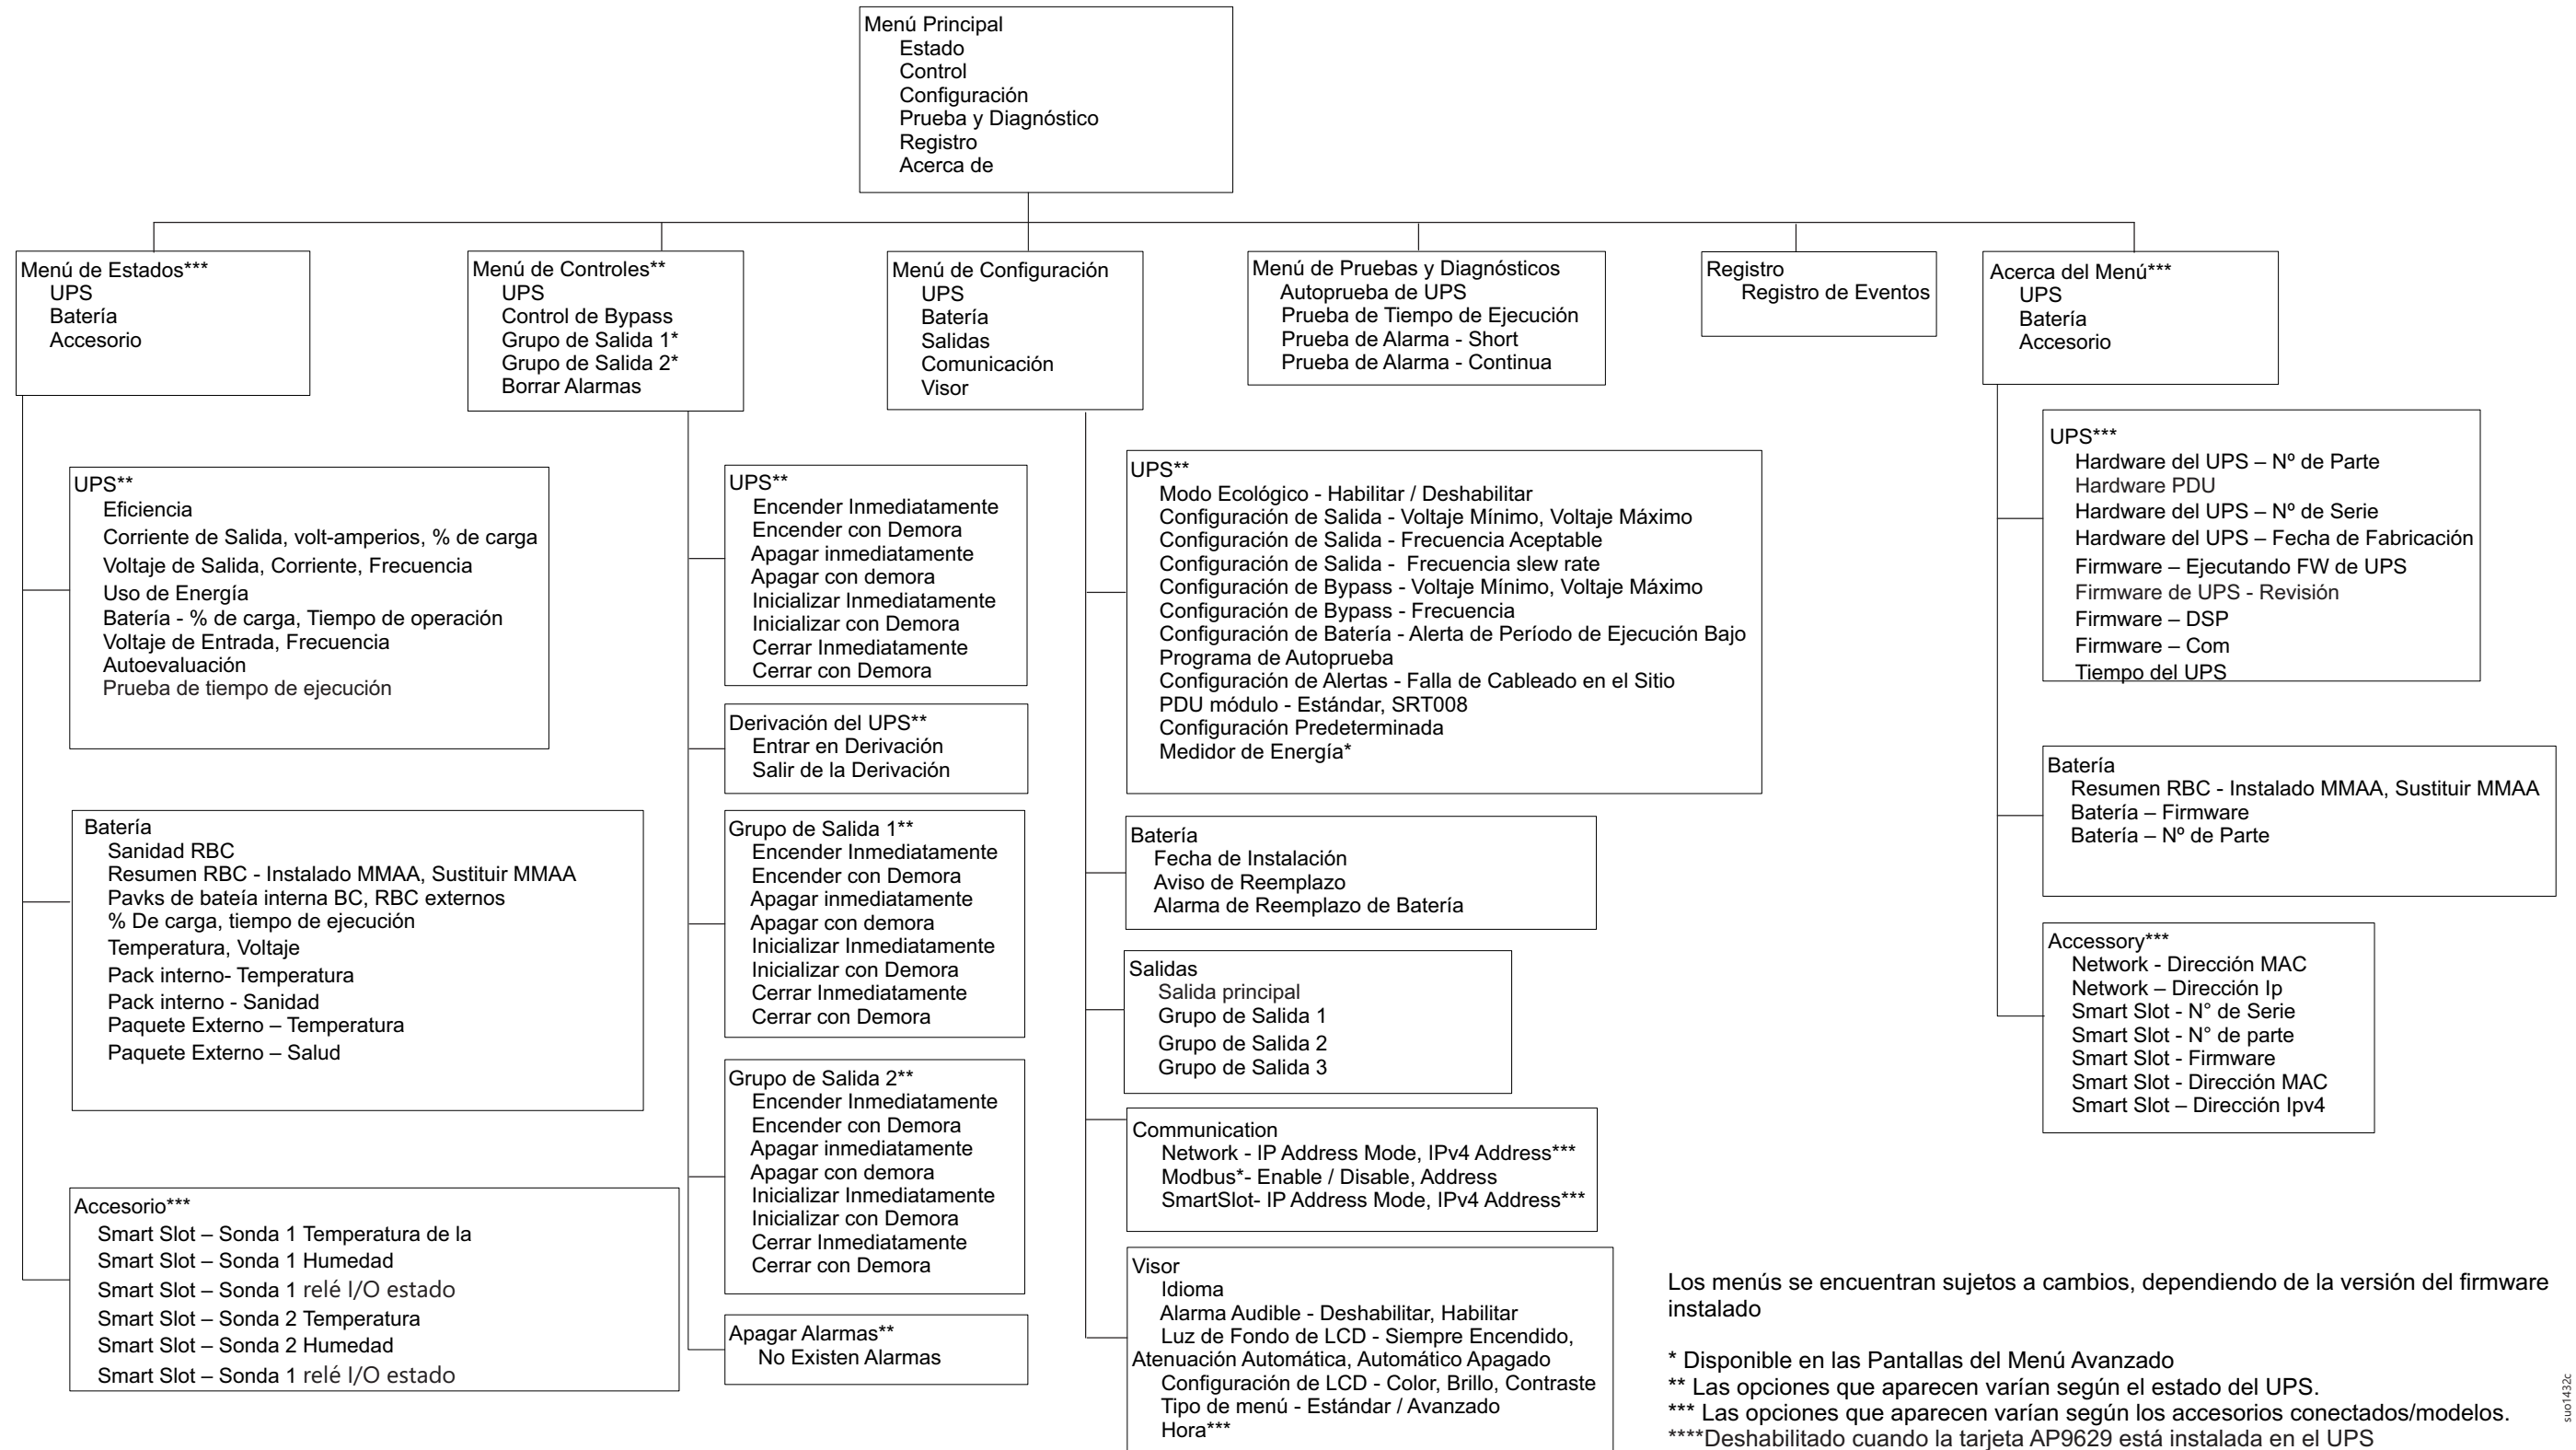 Menú Principal
Estado
Control
Configuración
Prueba y Diagnóstico
Registro
Acerca de
Menú de Estados***
UPS
Batería
Accesorio
Menú de Controles**
UPS
Control de Bypass
Grupo de Salida 1*
Grupo de Salida 2*
Borrar Alarmas
Menú de Configuración
UPS
Batería
Salidas
Comunicación
Visor
Menú de Pruebas y Diagnósticos
Autoprueba de UPS
Prueba de Tiempo de Ejecución
Prueba de Alarma - Short
Prueba de Alarma - Continua
Registro
Registro de Eventos
Acerca del Menú***
UPS
Batería
Accesorio
UPS**
Eficiencia
Corriente de Salida, volt-amperios, % de carga
Voltaje de Salida, Corriente, Frecuencia
Uso de Energía
Batería - % de carga, Tiempo de operación
Voltaje de Entrada, Frecuencia
Autoevaluación
Prueba de tiempo de ejecución
Batería
Sanidad RBC
Resumen RBC - Instalado MMAA, Sustituir MMAA
Pavks de bateía interna BC, RBC externos
% De carga, tiempo de ejecución
Temperatura, Voltaje
Pack interno- Temperatura
Pack interno - Sanidad
Paquete Externo – Temperatura
Paquete Externo – Salud
Accesorio***
Smart Slot – Sonda 1 Temperatura de la
Smart Slot – Sonda 1 Humedad
Smart Slot – Sonda 1 relé I/O estado
Smart Slot – Sonda 2 Temperatura
Smart Slot – Sonda 2 Humedad
Smart Slot – Sonda 1 relé I/O estado
UPS**
Encender Inmediatamente
Encender con Demora
Apagar inmediatamente
Apagar con demora
Inicializar Inmediatamente
Inicializar con Demora
Cerrar Inmediatamente
Cerrar con Demora
Derivación del UPS**
Entrar en Derivación
Salir de la Derivación
Grupo de Salida 1**
Encender Inmediatamente
Encender con Demora
Apagar inmediatamente
Apagar con demora
Inicializar Inmediatamente
Inicializar con Demora
Cerrar Inmediatamente
Cerrar con Demora
Grupo de Salida 2**
Encender Inmediatamente
Encender con Demora
Apagar inmediatamente
Apagar con demora
Inicializar Inmediatamente
Inicializar con Demora
Cerrar Inmediatamente
Cerrar con Demora
Apagar Alarmas**
No Existen Alarmas
UPS**
Modo Ecológico - Habilitar / Deshabilitar
Configuración de Salida - Voltaje Mínimo, Voltaje Máximo
Configuración de Salida - Frecuencia Aceptable
Configuración de Salida - Frecuencia slew rate
Configuración de Bypass - Voltaje Mínimo, Voltaje Máximo
Configuración de Bypass - Frecuencia
Configuración de Batería - Alerta de Período de Ejecución Bajo
Programa de Autoprueba
Configuración de Alertas - Falla de Cableado en el Sitio
PDU módulo - Estándar, SRT008
Configuración Predeterminada
Medidor de Energía*
Batería
Fecha de Instalación
Aviso de Reemplazo
Alarma de Reemplazo de Batería
Salidas
Salida principal
Grupo de Salida 1
Grupo de Salida 2
Grupo de Salida 3
Communication
Network - IP Address Mode, IPv4 Address***
Modbus*- Enable / Disable, Address
SmartSlot- IP Address Mode, IPv4 Address***
Visor
Idioma
Alarma Audible - Deshabilitar, Habilitar
Luz de Fondo de LCD - Siempre Encendido,
Atenuación Automática, Automático Apagado
Configuración de LCD - Color, Brillo, Contraste
Tipo de menú - Estándar / Avanzado
Hora***
UPS***
Hardware del UPS – Nº de Parte
Hardware PDU
Hardware del UPS – Nº de Serie
Hardware del UPS – Fecha de Fabricación
Firmware – Ejecutando FW de UPS
Firmware de UPS - Revisión
Firmware – DSP
Firmware – Com
Tiempo del UPS
Batería
Resumen RBC - Instalado MMAA, Sustituir MMAA
Batería – Firmware
Batería – Nº de Parte
Accessory***
Network - Dirección MAC
Network – Dirección Ip
Smart Slot - N° de Serie
Smart Slot - N° de parte
Smart Slot - Firmware
Smart Slot - Dirección MAC
Smart Slot – Dirección Ipv4
Los menús se encuentran sujetos a cambios, dependiendo de la versión del firmware
instalado
* Disponible en las Pantallas del Menú Avanzado
** Las opciones que aparecen varían según el estado del UPS.
*** Las opciones que aparecen varían según los accesorios conectados/modelos.
****Deshabilitado cuando la tarjeta AP9629 está instalada en el UPS
suo1432c